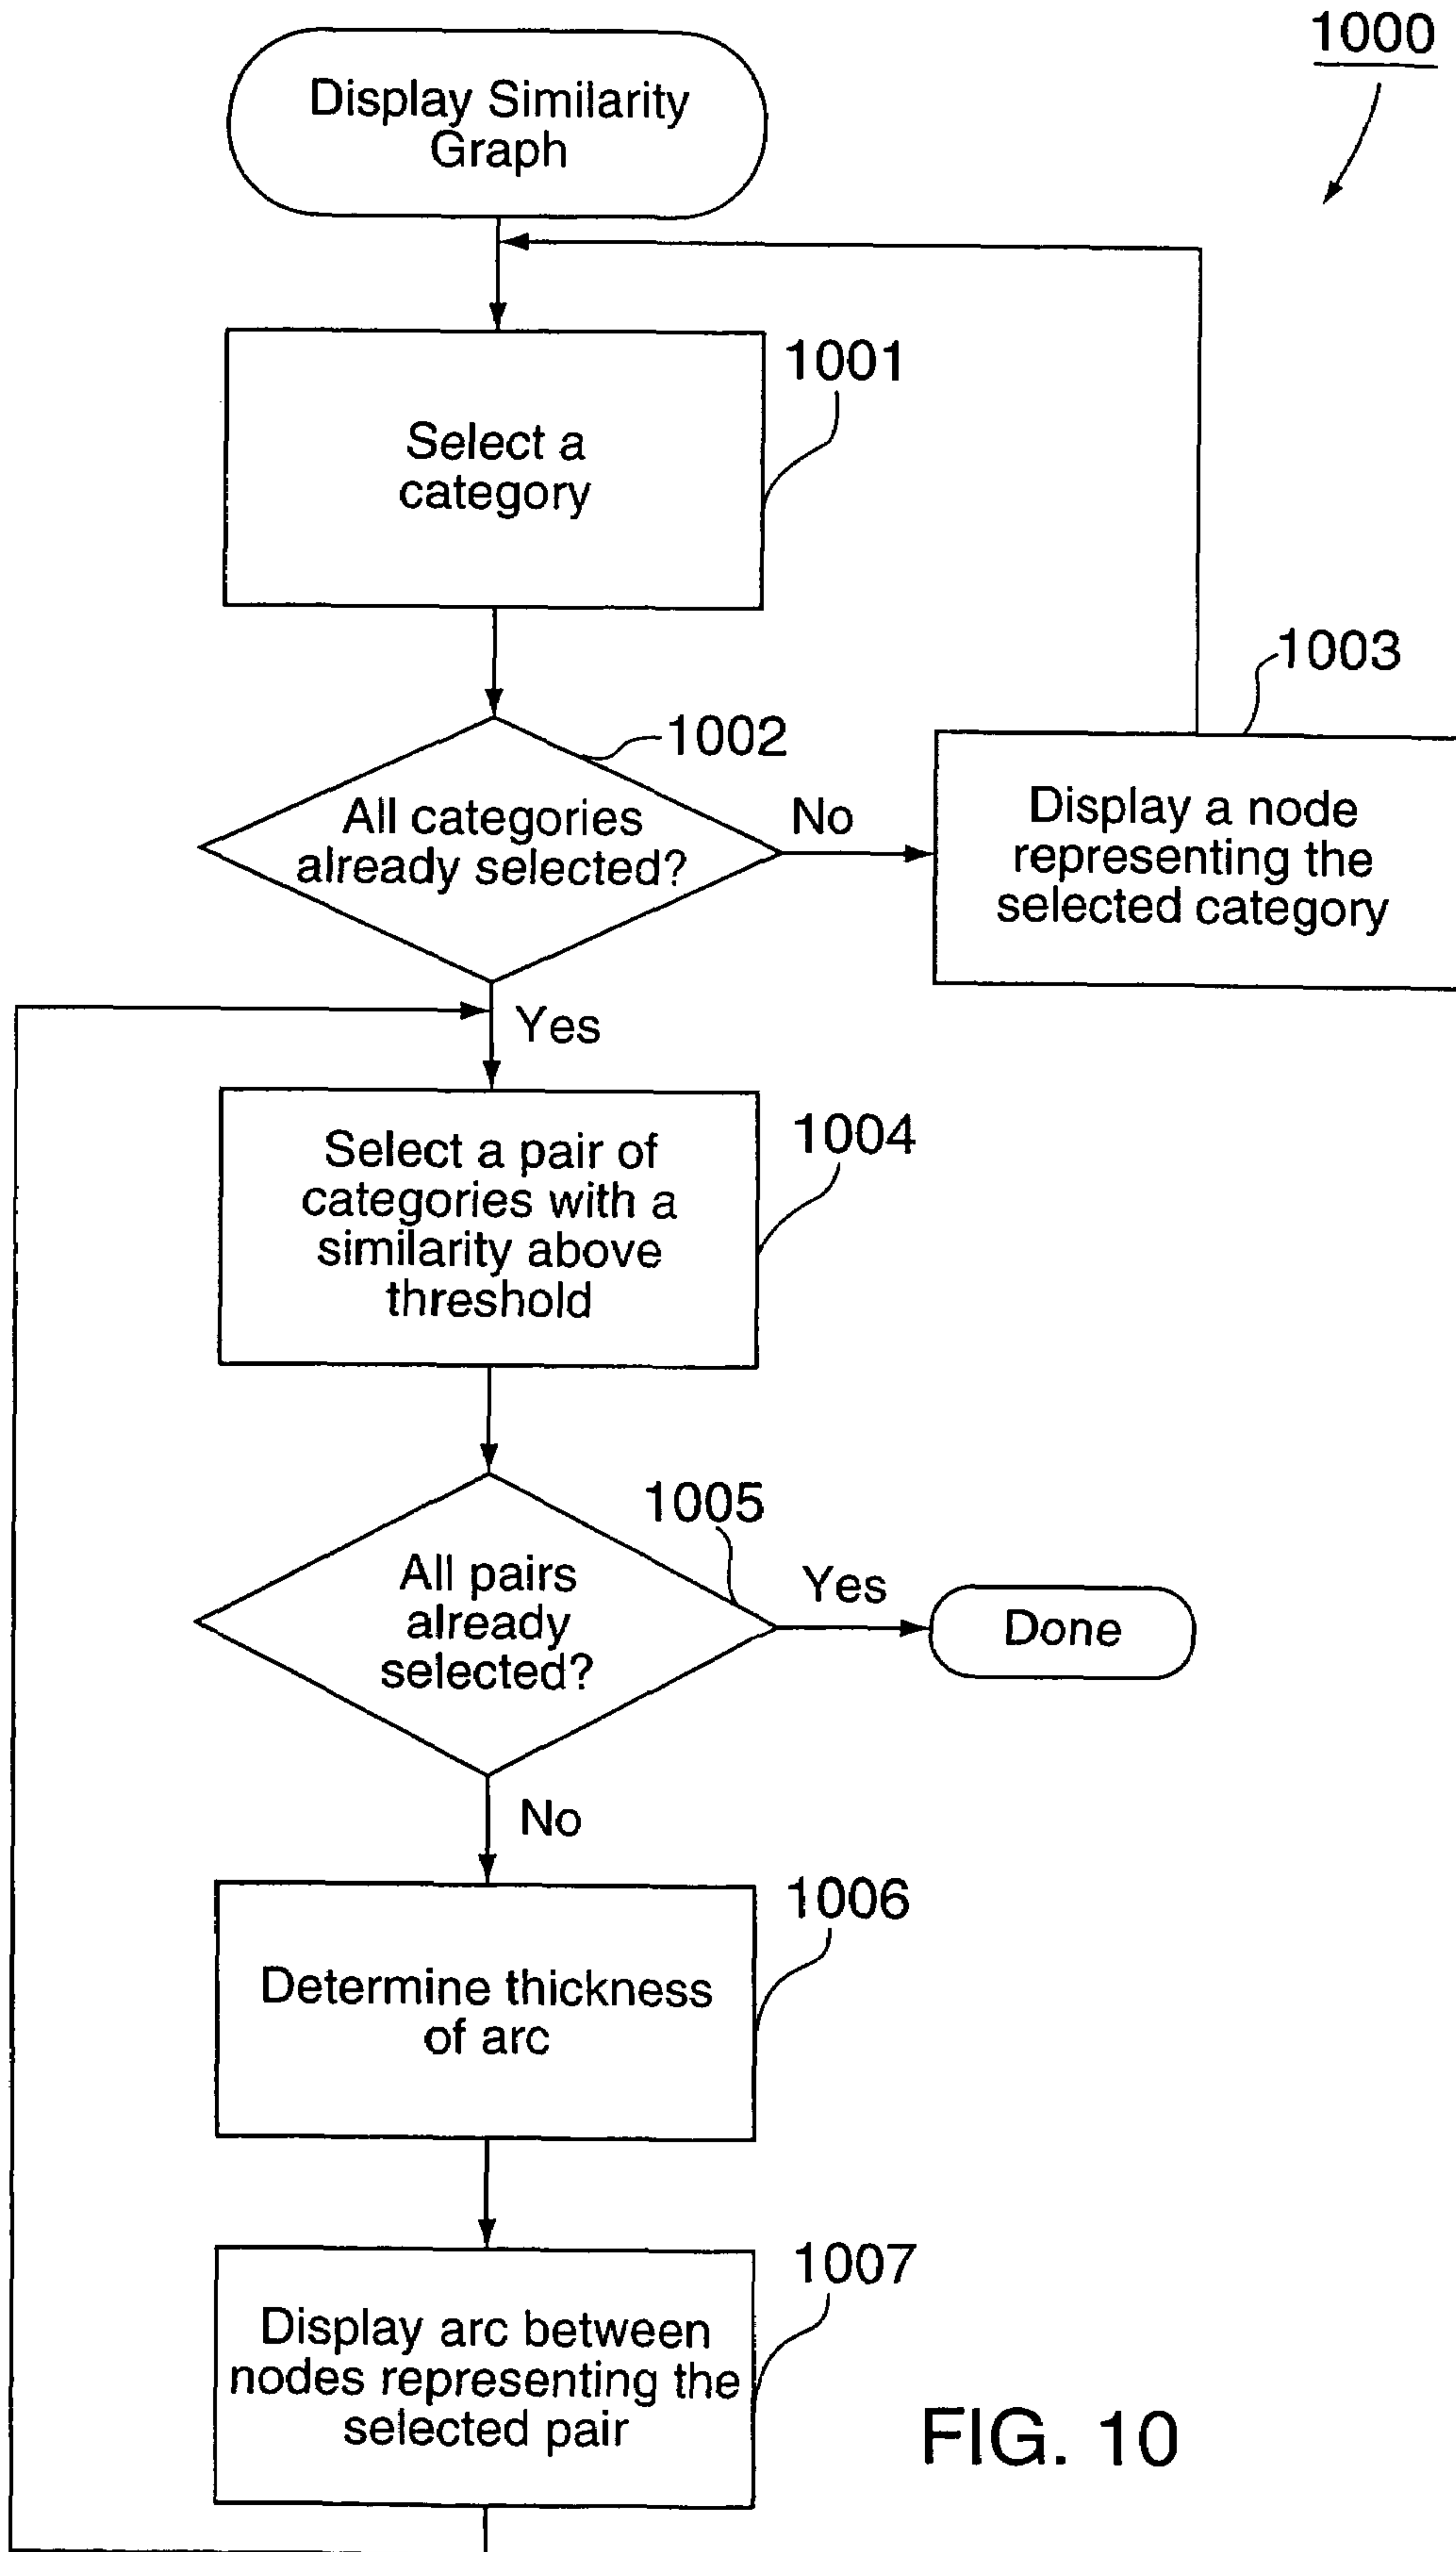 1000
Display Similarity
Graph
1001
Select a
category
1002
All categories
already selected?
No
1003
Display a node
representing the
selected category
Yes
1004
Select a pair of
categories with a
similarity above
threshold
1005
All pairs
already
selected?
Yes
Done
No
1006
Determine thickness
of arc
1007
Display arc between
nodes representing the
selected pair
FIG. 10